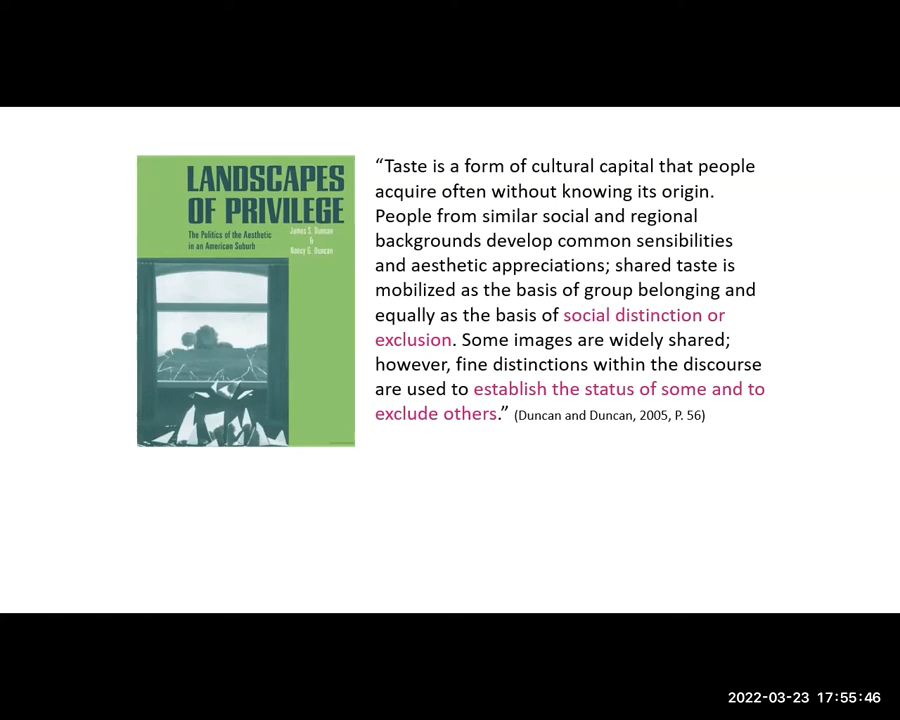 LANDSCAPES
OF PRIVILEGE
The Politics of the Aesthetic
in an American Suburb
James S. Duncan
&
Nancy G. Duncan
“Taste is a form of cultural capital that people
acquire often without knowing its origin.
People from similar social and regional
backgrounds develop common sensibilities
and aesthetic appreciations; shared taste is
mobilized as the basis of group belonging and
equally as the basis of social distinction or
exclusion. Some images are widely shared;
however, fine distinctions within the discourse
are used to establish the status of some and to
exclude others.” (Duncan and Duncan, 2005, P. 56)
2022-03-23 17:55:46